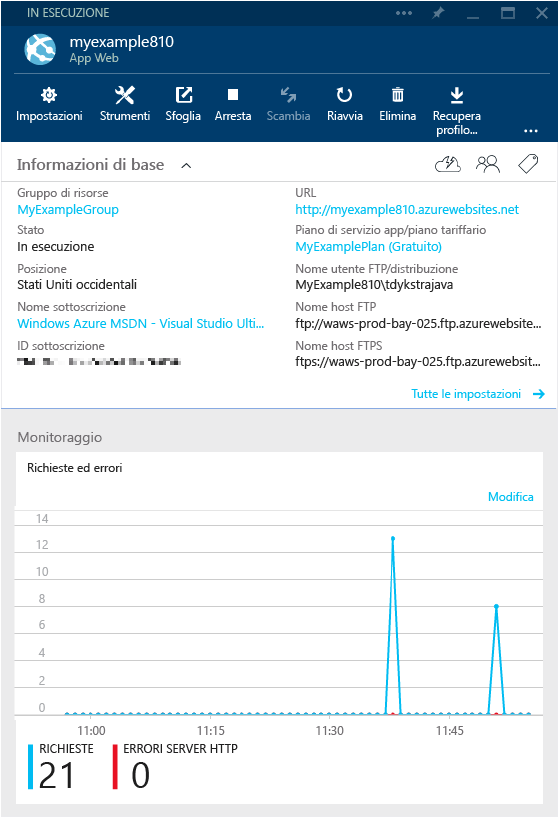 IN ESECUZIONE
myexample810
App Web
Impostazioni
Strumenti
Sfoglia
Arresta
Scambia
Riavvia
Elimina
Recupera
profilo...
Informazioni di base
Gruppo di risorse
MyExampleGroup
URL
http://myexample810.azurewebsites.net
Stato
In esecuzione
Piano di servizio app/piano tariffario
MyExamplePlan (Gratuito)
Posizione
Stati Uniti occidentali
Nome utente FTP/distribuzione
MyExample810\tdykstrajava
Nome sottoscrizione
Windows Azure MSDN - Visual Studio Ulti...
Nome host FTP
ftp://waws-prod-bay-025.ftp.azurewebsite...
ID sottoscrizione
Nome host FTPS
ftps://waws-prod-bay-025.ftp.azurewebsit...
Tutte le impostazioni
Monitoraggio
Richieste ed errori
Modifica
14
12
10
8
6
4
2
0
11:00
11:15
11:30
11:45
RICHIESTE
21
ERRORI SERVER HTTP
0